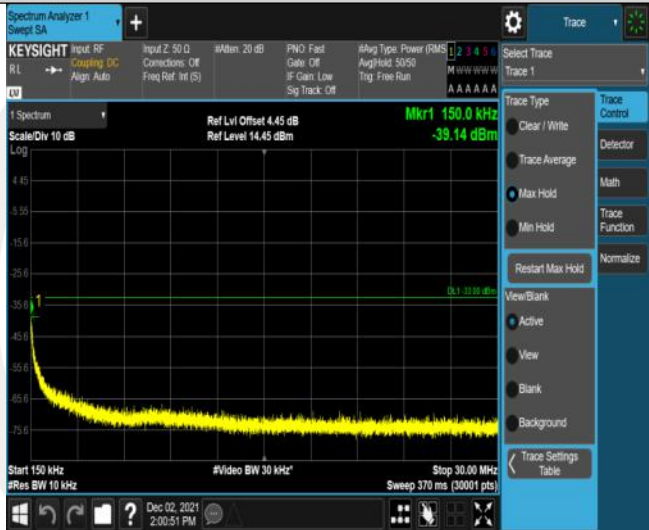 Spectrum Analyzer 1
Swept SA
Trace
KEYSIGHT
RL
LV
Input: RF
Coupling: DC
Align: Auto
Input Z: 50 Ω
Corrections: Off
Freq Ref: Int (S)
#Atten: 20 dB
PNO: Fast
Gate: Off
IF Gain: Low
Sig Track: Off
#Avg Type: Power (RMS
Avg|Hold: 50/50
Trig: Free Run
1 2 3 4 5 6
M W W W W W
A A A A A A
Select Trace
Trace 1
1 Spectrum
Scale/Div 10 dB
Log
Ref Lvl Offset 4.45 dB
Ref Level 14.45 dBm
Mkr1 150.0 kHz
-39.14 dBm
4.45
-5.55
-15.6
-25.6
-35.6
-45.6
-55.6
-65.6
-75.6
DL1 -33.00 dBm
1
Start 150 kHz
#Res BW 10 kHz
#Video BW 30 kHz*
Stop 30.00 MHz
Sweep 370 ms (30001 pts)
Trace Type
Clear / Write
Trace Average
Max Hold
Min Hold
Restart Max Hold
View/Blank
Active
View
Blank
Background
Trace Settings
Table
Trace
Control
Detector
Math
Trace
Function
Normalize
?
Dec 02, 2021
2:00:51 PM